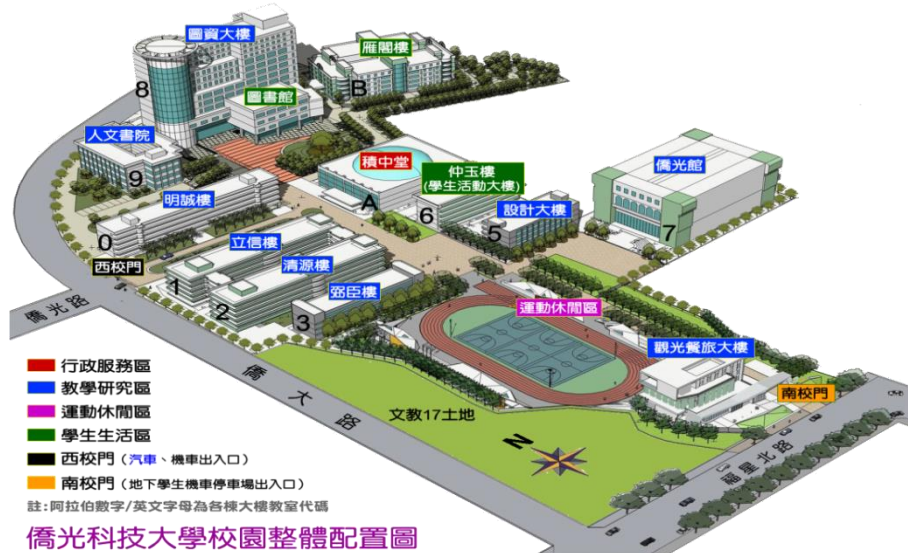 圖資大樓
雁閣樓
8
B
圖書館
人文書院
積中堂
僑光館
9
仲玉樓
(學生活動大樓)
明誠樓
A
6
設計大樓
5
7
立信樓
0
清源樓
西校門
1
弼臣樓
2
3
運動休閒區
僑光路
觀光餐旅大樓
行政服務區
教學研究區
南校門
僑大路
文教17土地
運動休閒區
N
學生生活區
福星北路
西校門(汽車、機車出入口)
南校門(地下學生機車停車場出入口)
註:阿拉伯數字/英文字母為各棟大樓教室代碼
僑光科技大學校園整體配置圖